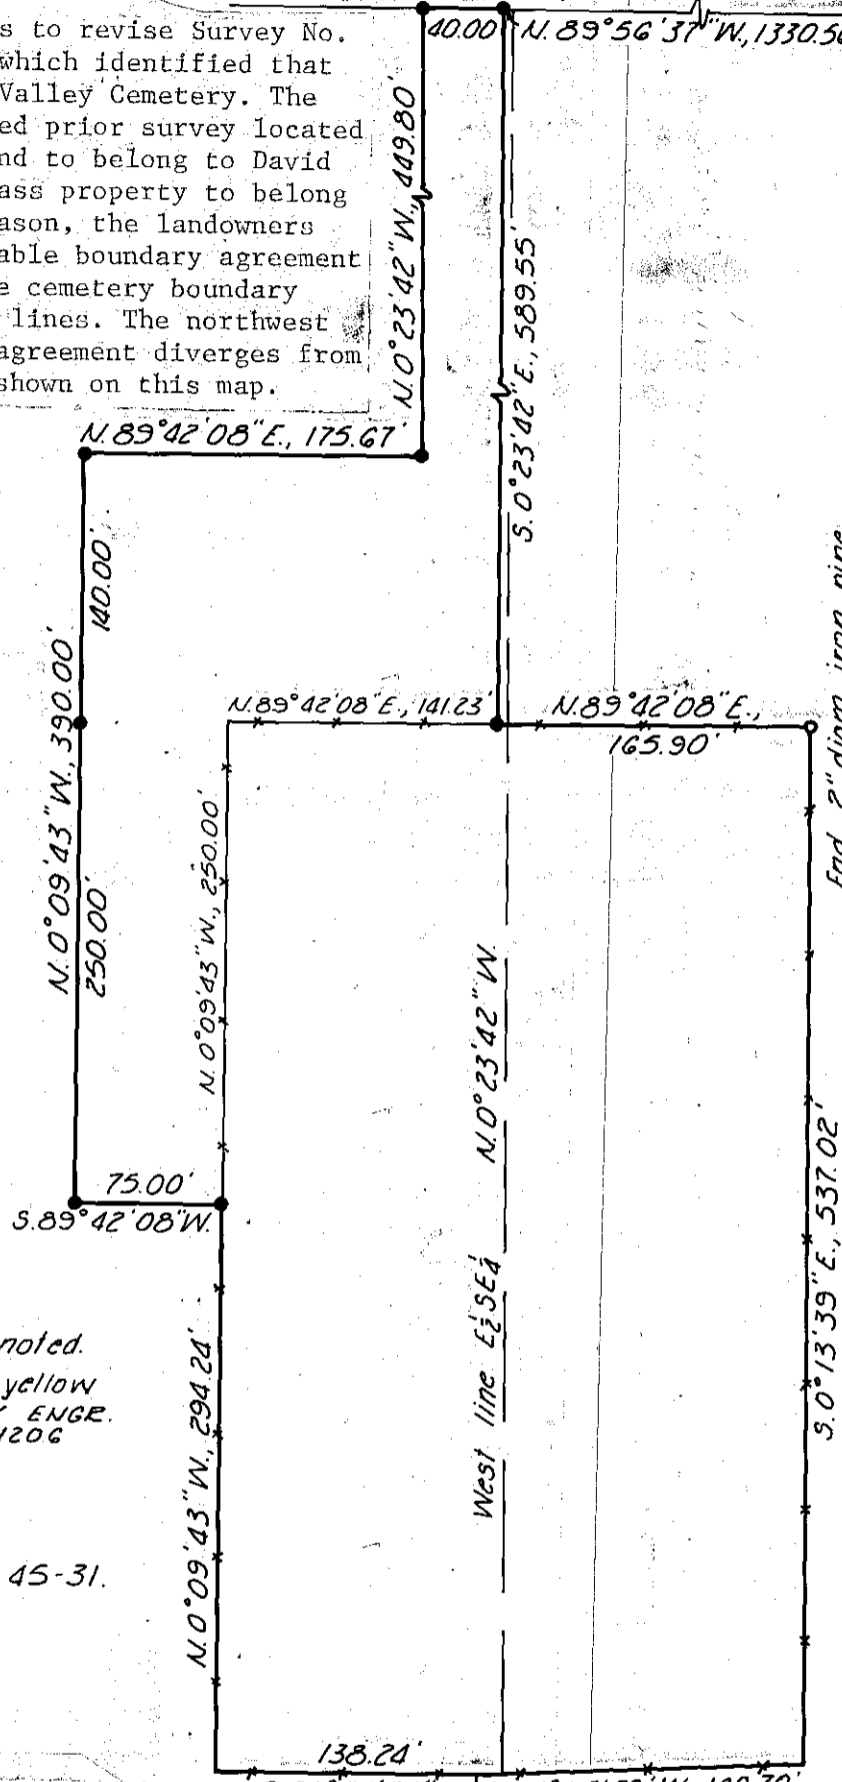 s to revise Survey No.
which identified that
Valley Cemetery. The
ed prior survey located
nd to belong to David
ass property to belong
ason, the landowners
able boundary agreement
e cemetery boundary
lines. The northwest
agreement diverges from
shown on this map.
40.00'
N. 89°56'37"W., 1330.56
N. 0°23'42"W., 449.80'
S. 0°23'42"E., 589.55'
N. 89°42'08"E., 175.67'
140.00'
N. 0°09'43"W., 390.00'
250.00'
N. 89°42'08"E., 141.23'
N. 89°42'08"E.,
165.90'
Fnd. 2" diam. iron pipe
N. 0°09'43"W., 250.00'
N. 0°23'42"W.
75.00'
S. 89°42'08"W.
West line E½SE¼
S. 0°13'39"E., 537.02'
noted.
yellow
ENGR.
1206
N. 0°09'43"W., 294.24'
45-31.
138.24'